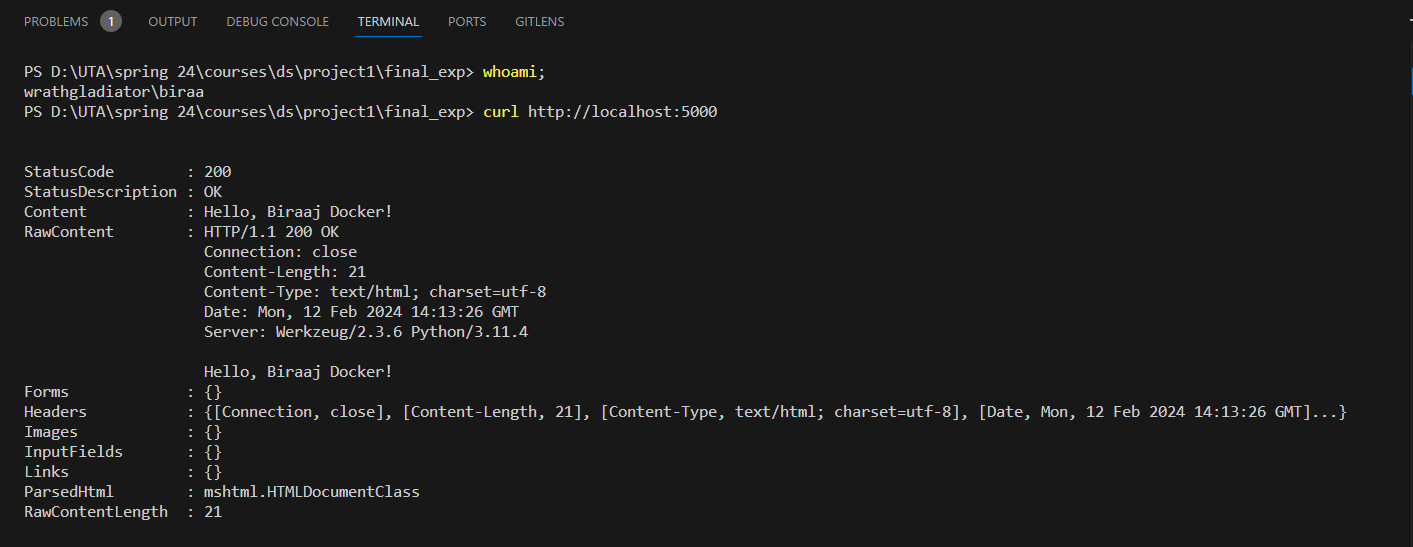 PROBLEMS 1 OUTPUT DEBUG CONSOLE TERMINAL PORTS GITLENS
PS D:\UTA\spring 24\courses\ds\project1\final_exp> whoami;
wrathgladiator\biraa
PS D:\UTA\spring 24\courses\ds\project1\final_exp> curl http://localhost:5000
StatusCode        : 200
StatusDescription : OK
Content           : Hello, Biraaj Docker!
RawContent        : HTTP/1.1 200 OK
                    Connection: close
                    Content-Length: 21
                    Content-Type: text/html; charset=utf-8
                    Date: Mon, 12 Feb 2024 14:13:26 GMT
                    Server: Werkzeug/2.3.6 Python/3.11.4
                    Hello, Biraaj Docker!
Forms             : {}
Headers           : {[Connection, close], [Content-Length, 21], [Content-Type, text/html; charset=utf-8], [Date, Mon, 12 Feb 2024 14:13:26 GMT]...}
Images            : {}
InputFields       : {}
Links             : {}
ParsedHtml        : mshtml.HTMLDocumentClass
RawContentLength  : 21